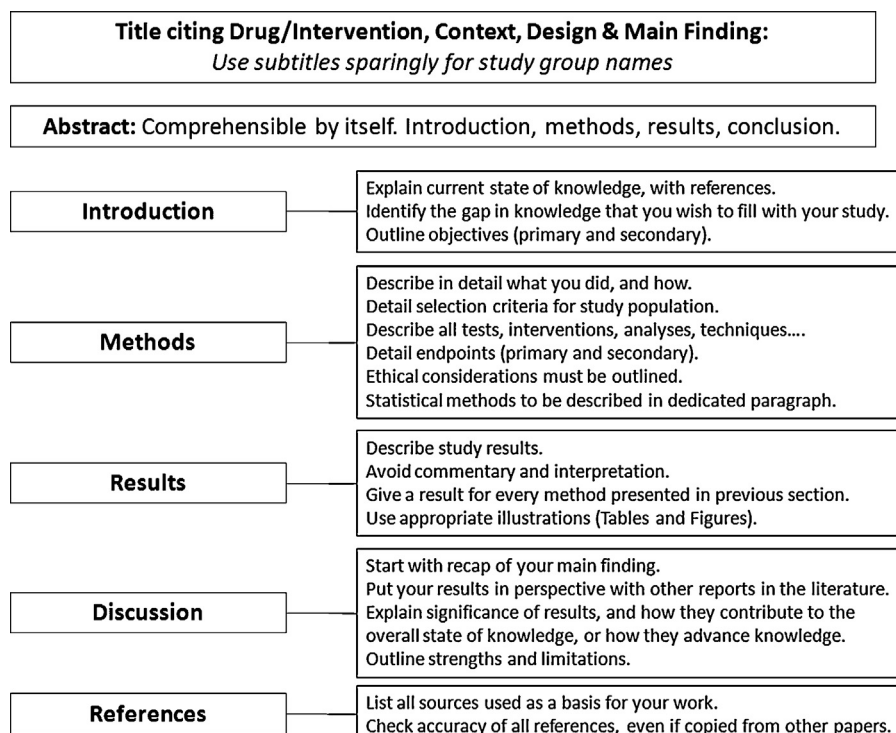 Title citing Drug/Intervention, Context, Design & Main Finding:
Use subtitles sparingly for study group names
Abstract: Comprehensible by itself. Introduction, methods, results, conclusion.
Introduction
Explain current state of knowledge, with references.
Identify the gap in knowledge that you wish to fill with your study.
Outline objectives (primary and secondary).
Methods
Describe in detail what you did, and how.
Detail selection criteria for study population.
Describe all tests, interventions, analyses, techniques....
Detail endpoints (primary and secondary).
Ethical considerations must be outlined.
Statistical methods to be described in dedicated paragraph.
Results
Describe study results.
Avoid commentary and interpretation.
Give a result for every method presented in previous section.
Use appropriate illustrations (Tables and Figures).
Discussion
Start with recap of your main finding.
Put your results in perspective with other reports in the literature.
Explain significance of results, and how they contribute to the
overall state of knowledge, or how they advance knowledge.
Outline strengths and limitations.
References
List all sources used as a basis for your work.
Check accuracy of all references, even if copied from other papers.